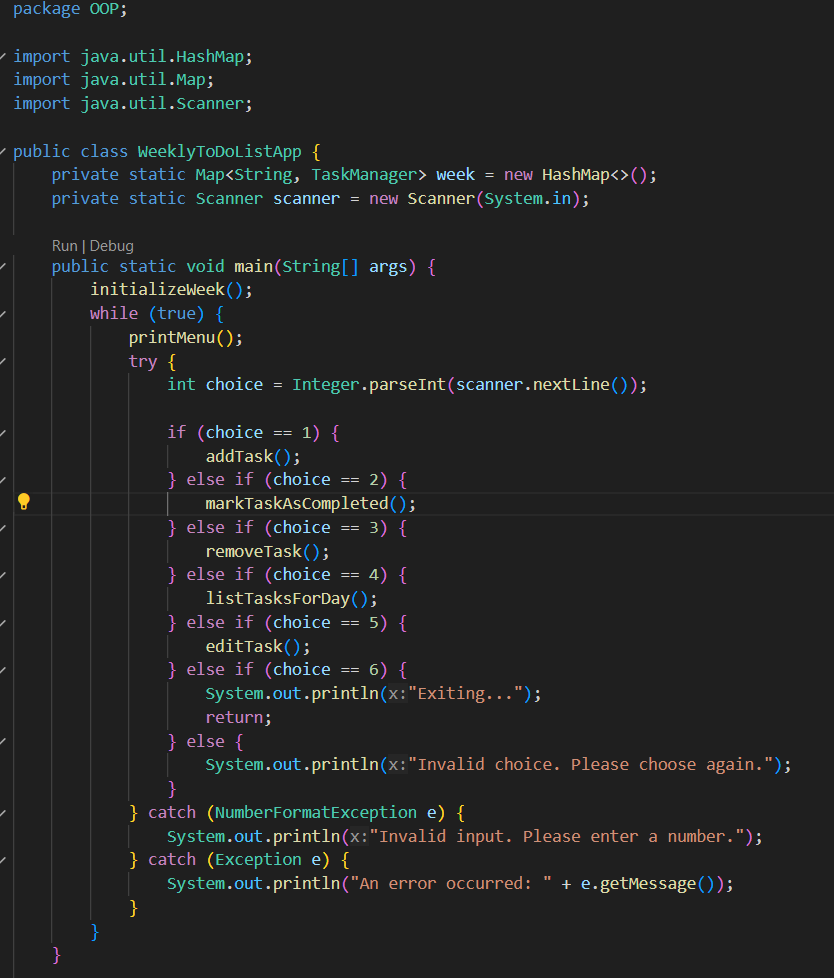 package OOP;
import java.util.HashMap;
import java.util.Map;
import java.util.Scanner;
public class WeeklyToDoListApp {
    private static Map<String, TaskManager> week = new HashMap<>();
    private static Scanner scanner = new Scanner(System.in);
    Run | Debug
    public static void main(String[] args) {
        initializeWeek();
        while (true) {
            printMenu();
            try {
                int choice = Integer.parseInt(scanner.nextLine());
                if (choice == 1) {
                    addTask();
                } else if (choice == 2) {
                    markTaskAsCompleted();
                } else if (choice == 3) {
                    removeTask();
                } else if (choice == 4) {
                    listTasksForDay();
                } else if (choice == 5) {
                    editTask();
                } else if (choice == 6) {
                    System.out.println(x:"Exiting...");
                    return;
                } else {
                    System.out.println(x:"Invalid choice. Please choose again.");
                }
            } catch (NumberFormatException e) {
                System.out.println(x:"Invalid input. Please enter a number.");
            } catch (Exception e) {
                System.out.println("An error occurred: " + e.getMessage());
            }
        }
    }